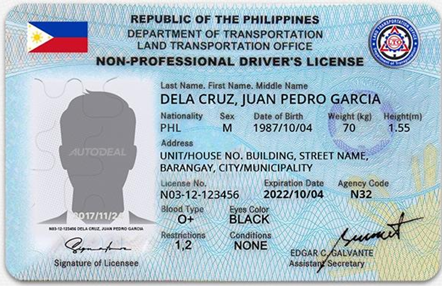 REPUBLIC OF THE PHILIPPINES
DEPARTMENT OF TRANSPORTATION
LAND TRANSPORTATION OFFICE
NON-PROFESSIONAL DRIVER'S LICENSE
Last Name. First Name. Middle Name
DELA CRUZ, JUAN PEDRO GARCIA
Nationality Sex Date of Birth Weight (kg) Height(m)
PHL M 1987/10/04 70 1.55
Address
UNIT/HOUSE NO. BUILDING, STREET NAME,
BARANGAY, CITY/MUNICIPALITY
License No. Expiration Date Agency Code
N03-12-123456 2022/10/04 N32
Blood Type Eyes Color
O+ BLACK
Restrictions Conditions
1,2 NONE
AUTODEAL
N03-12-123456 DELA CRUZ, JUAN PEDRO GARCIA
Signature of Licensee
EDGAR C. GALVANTE
Assistant Secretary